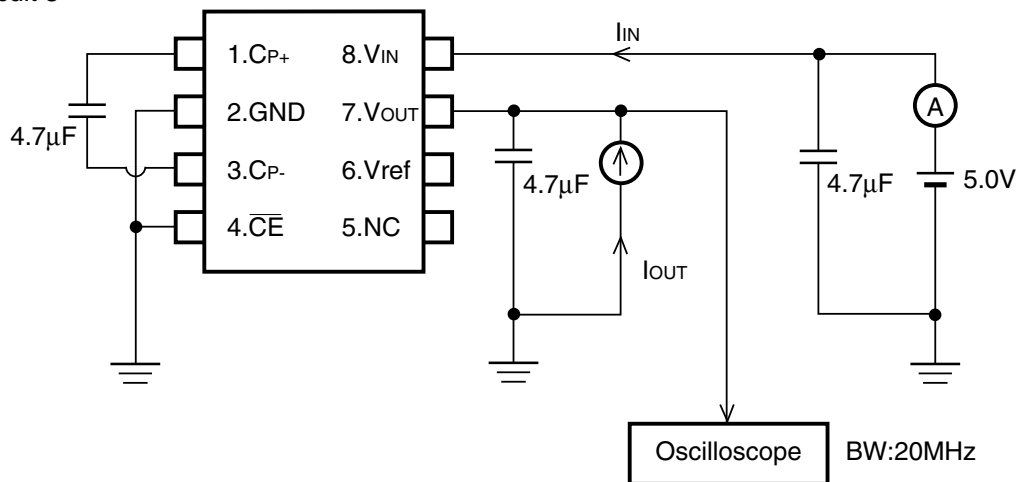 1.CP+
8.VIN
2.GND
7.VOUT
3.CP-
6.Vref
4.CE
5.NC
4.7μF
4.7μF
IOUT
IIN
4.7μF
A
5.0V
Oscilloscope
BW:20MHz